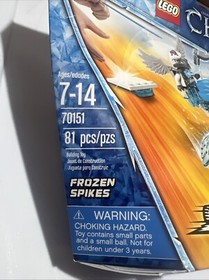 LEGO
Ages/edades
7-14
70151
81 pcs/pzs
Building Toy
Jouet de Construction
Juguete para Construir
FROZEN
SPIKES
WARNING:
CHOKING HAZARD.
Toy contains small parts
and a small ball. Not for
children under 3 years.